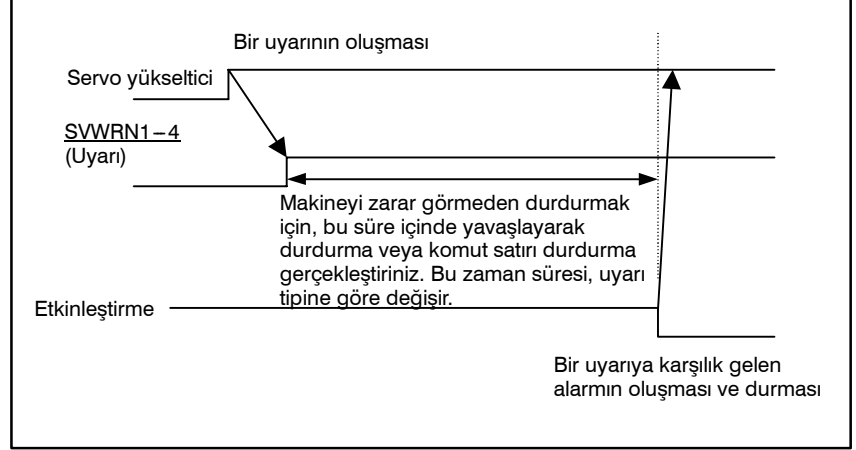 Bir uyarının oluşması
Servo yükseltici
SVWRN1–4
(Uyarı)
Makineyi zarar görmeden durdurmak
için, bu süre içinde yavaşlayarak
durdurma veya komut satırı durdurma
gerçekleştiriniz. Bu zaman süresi, uyarı
tipine göre değişir.
Etkinleştirme
Bir uyarıya karşılık gelen
alarmın oluşması ve durması